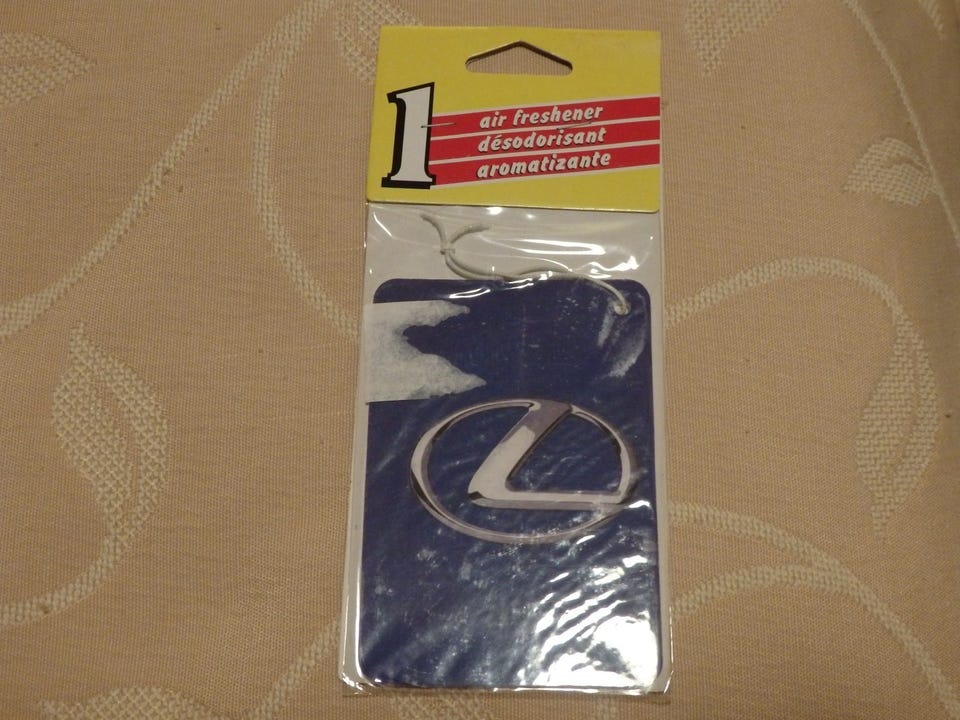 1
air freshener
désodorisant
aromatizante